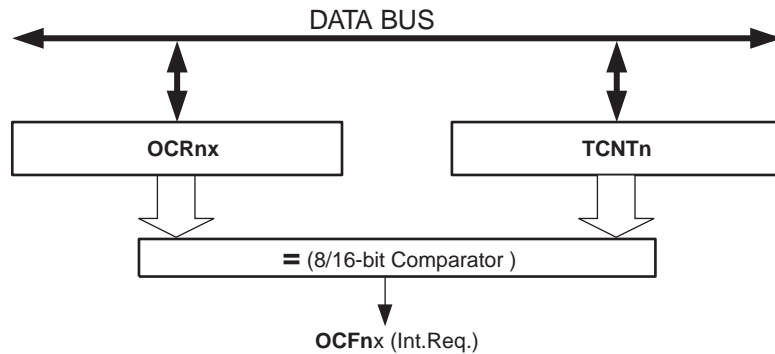 DATA BUS
OCRnx
TCNTn
= (8/16-bit Comparator )
OCFnx (Int.Req.)